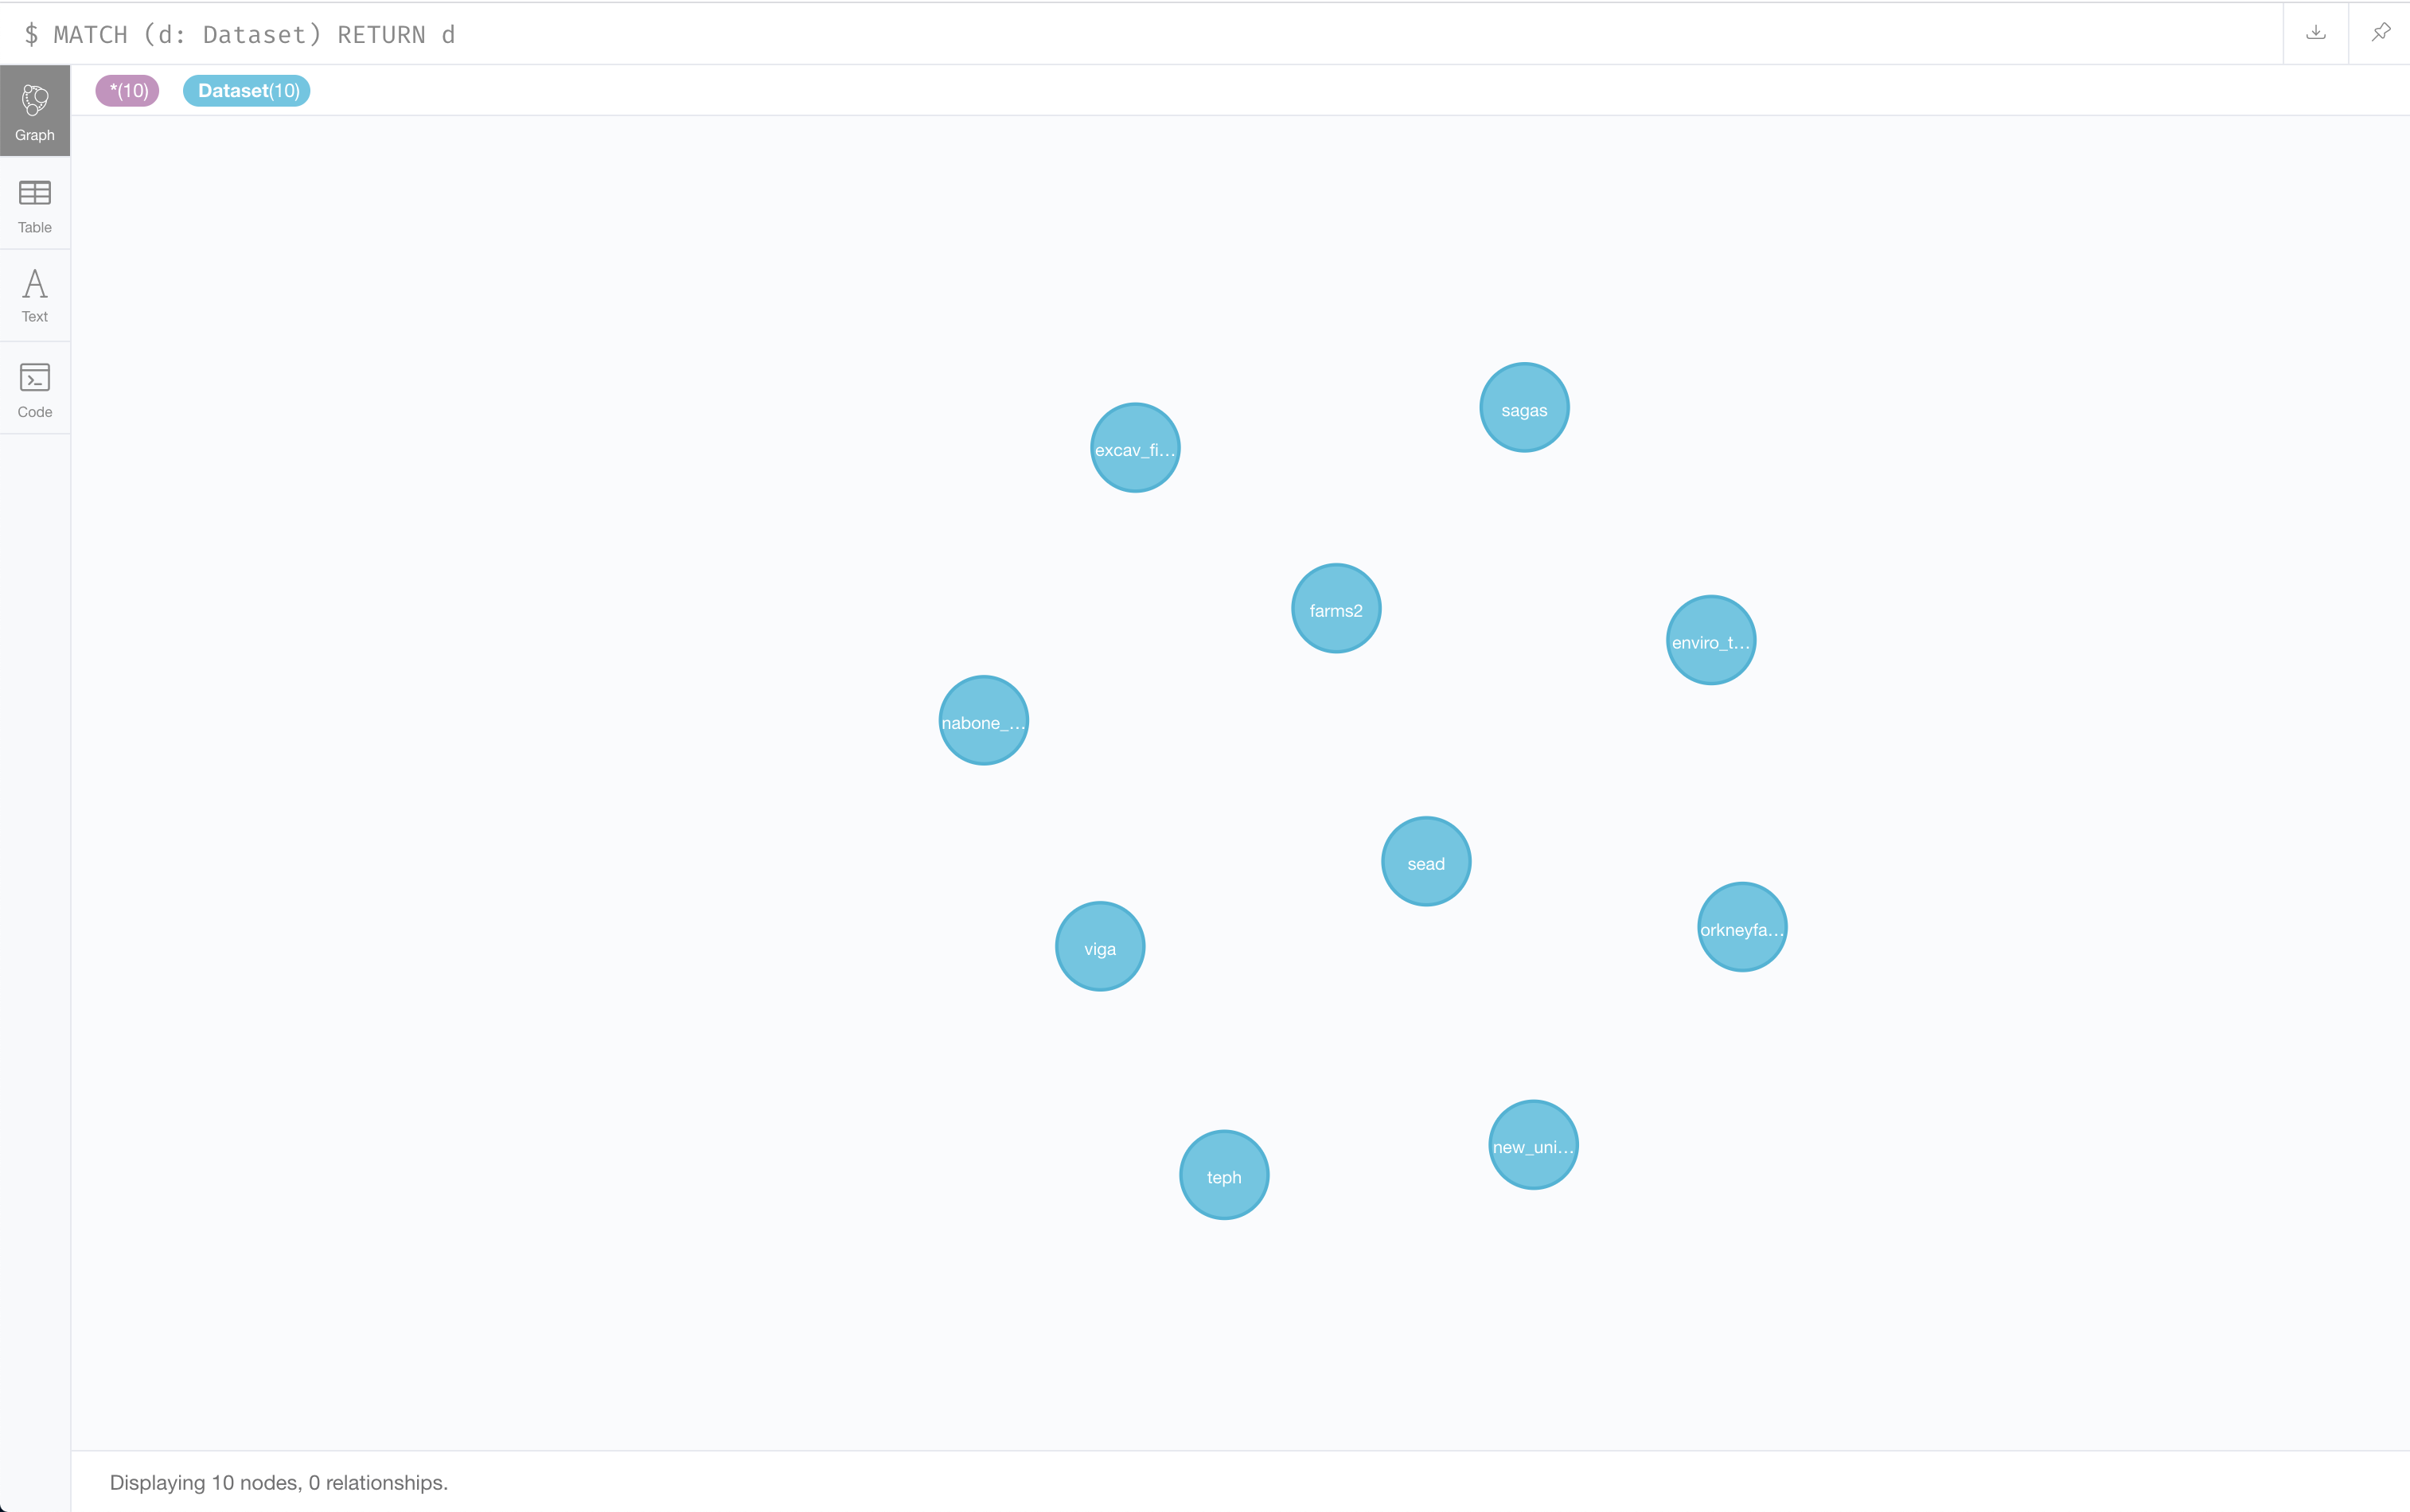 $ MATCH (d: Dataset) RETURN d
*(10) Dataset(10)
Graph
Table
Text
Code
sagas
excav_fi...
farms2
enviro_t...
nabone_...
sead
orkneyfa...
viga
new_uni...
teph
Displaying 10 nodes, 0 relationships.